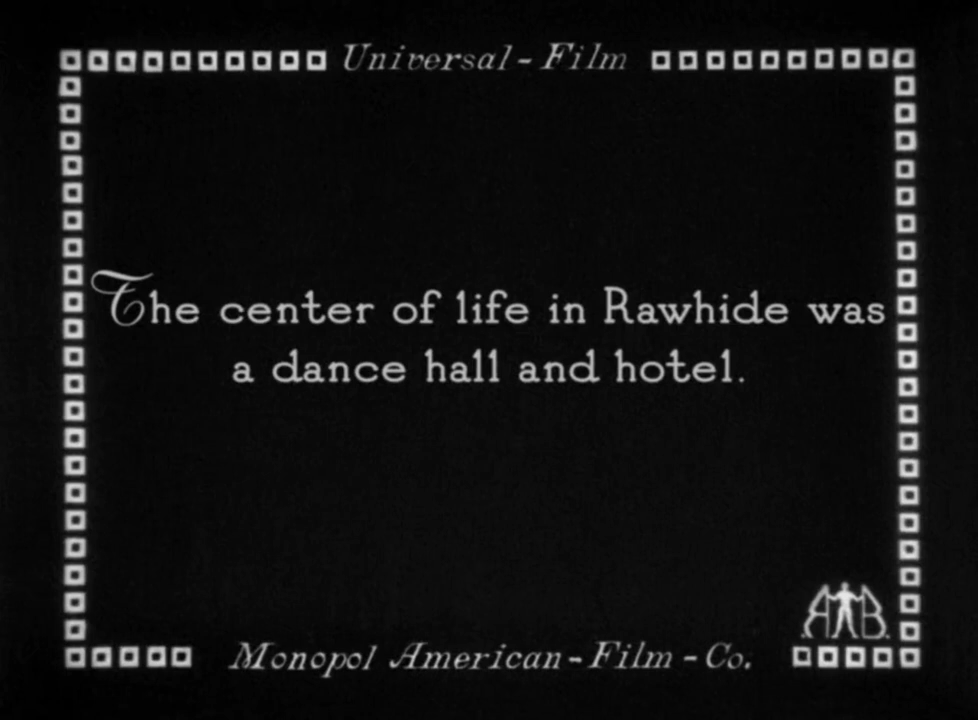 Universal-Film
The center of life in Rawhide was
a dance hall and hotel.
A B.
Monopol American-Film-Co.